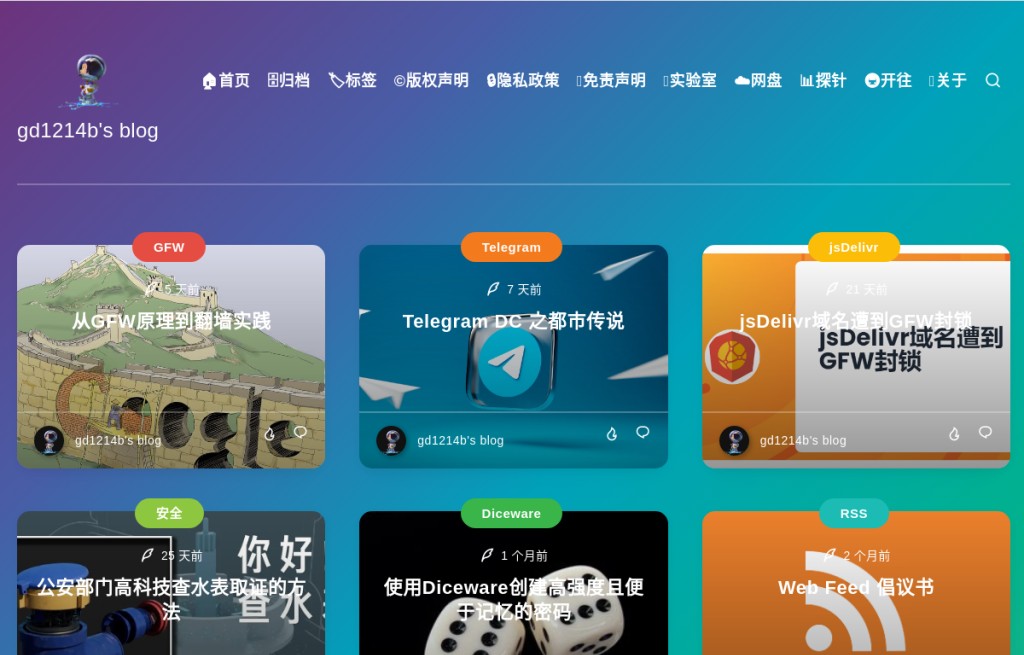 首页 归档 标签 ©版权声明 隐私政策 免责声明 实验室 网盘 探针 开往 关于
gd1214b's blog
GFW
5 天前
从GFW原理到翻墙实践
Google
gd1214b's blog
Telegram
7 天前
Telegram DC 之都市传说
gd1214b's blog
jsDelivr
21 天前
jsDelivr域名遭到GFW封锁
jsDelivr域名遭到
GFW封锁
gd1214b's blog
安全
25 天前
你好
查水
公安部门高科技查水表取证的方
法
Diceware
1 个月前
使用Diceware创建高强度且便
于记忆的密码
RSS
2 个月前
Web Feed 倡议书